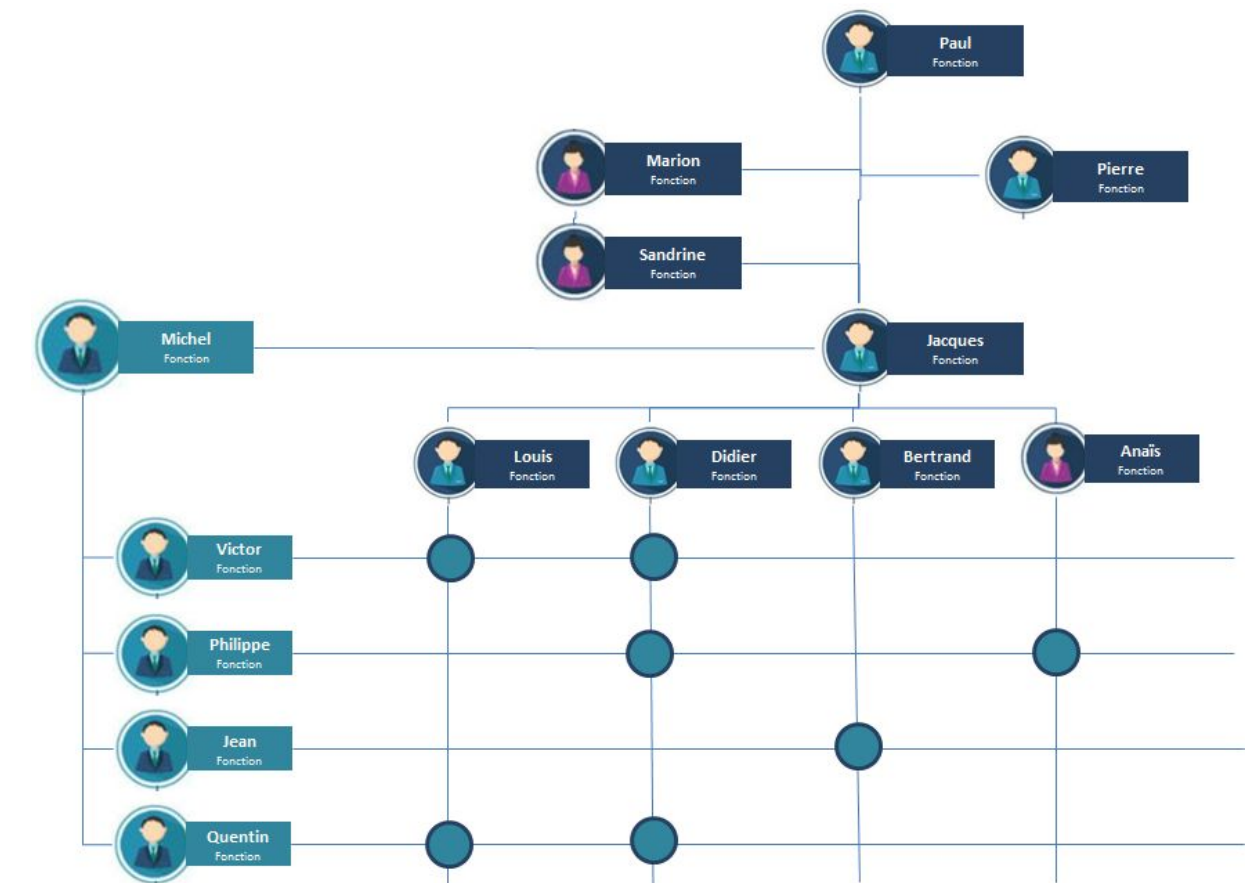 Paul
Fonction
Marion
Fonction
Pierre
Fonction
Sandrine
Fonction
Michel
Fonction
Jacques
Fonction
Louis
Fonction
Didier
Fonction
Bertrand
Fonction
Anaïs
Fonction
Victor
Fonction
Philippe
Fonction
Jean
Fonction
Quentin
Fonction